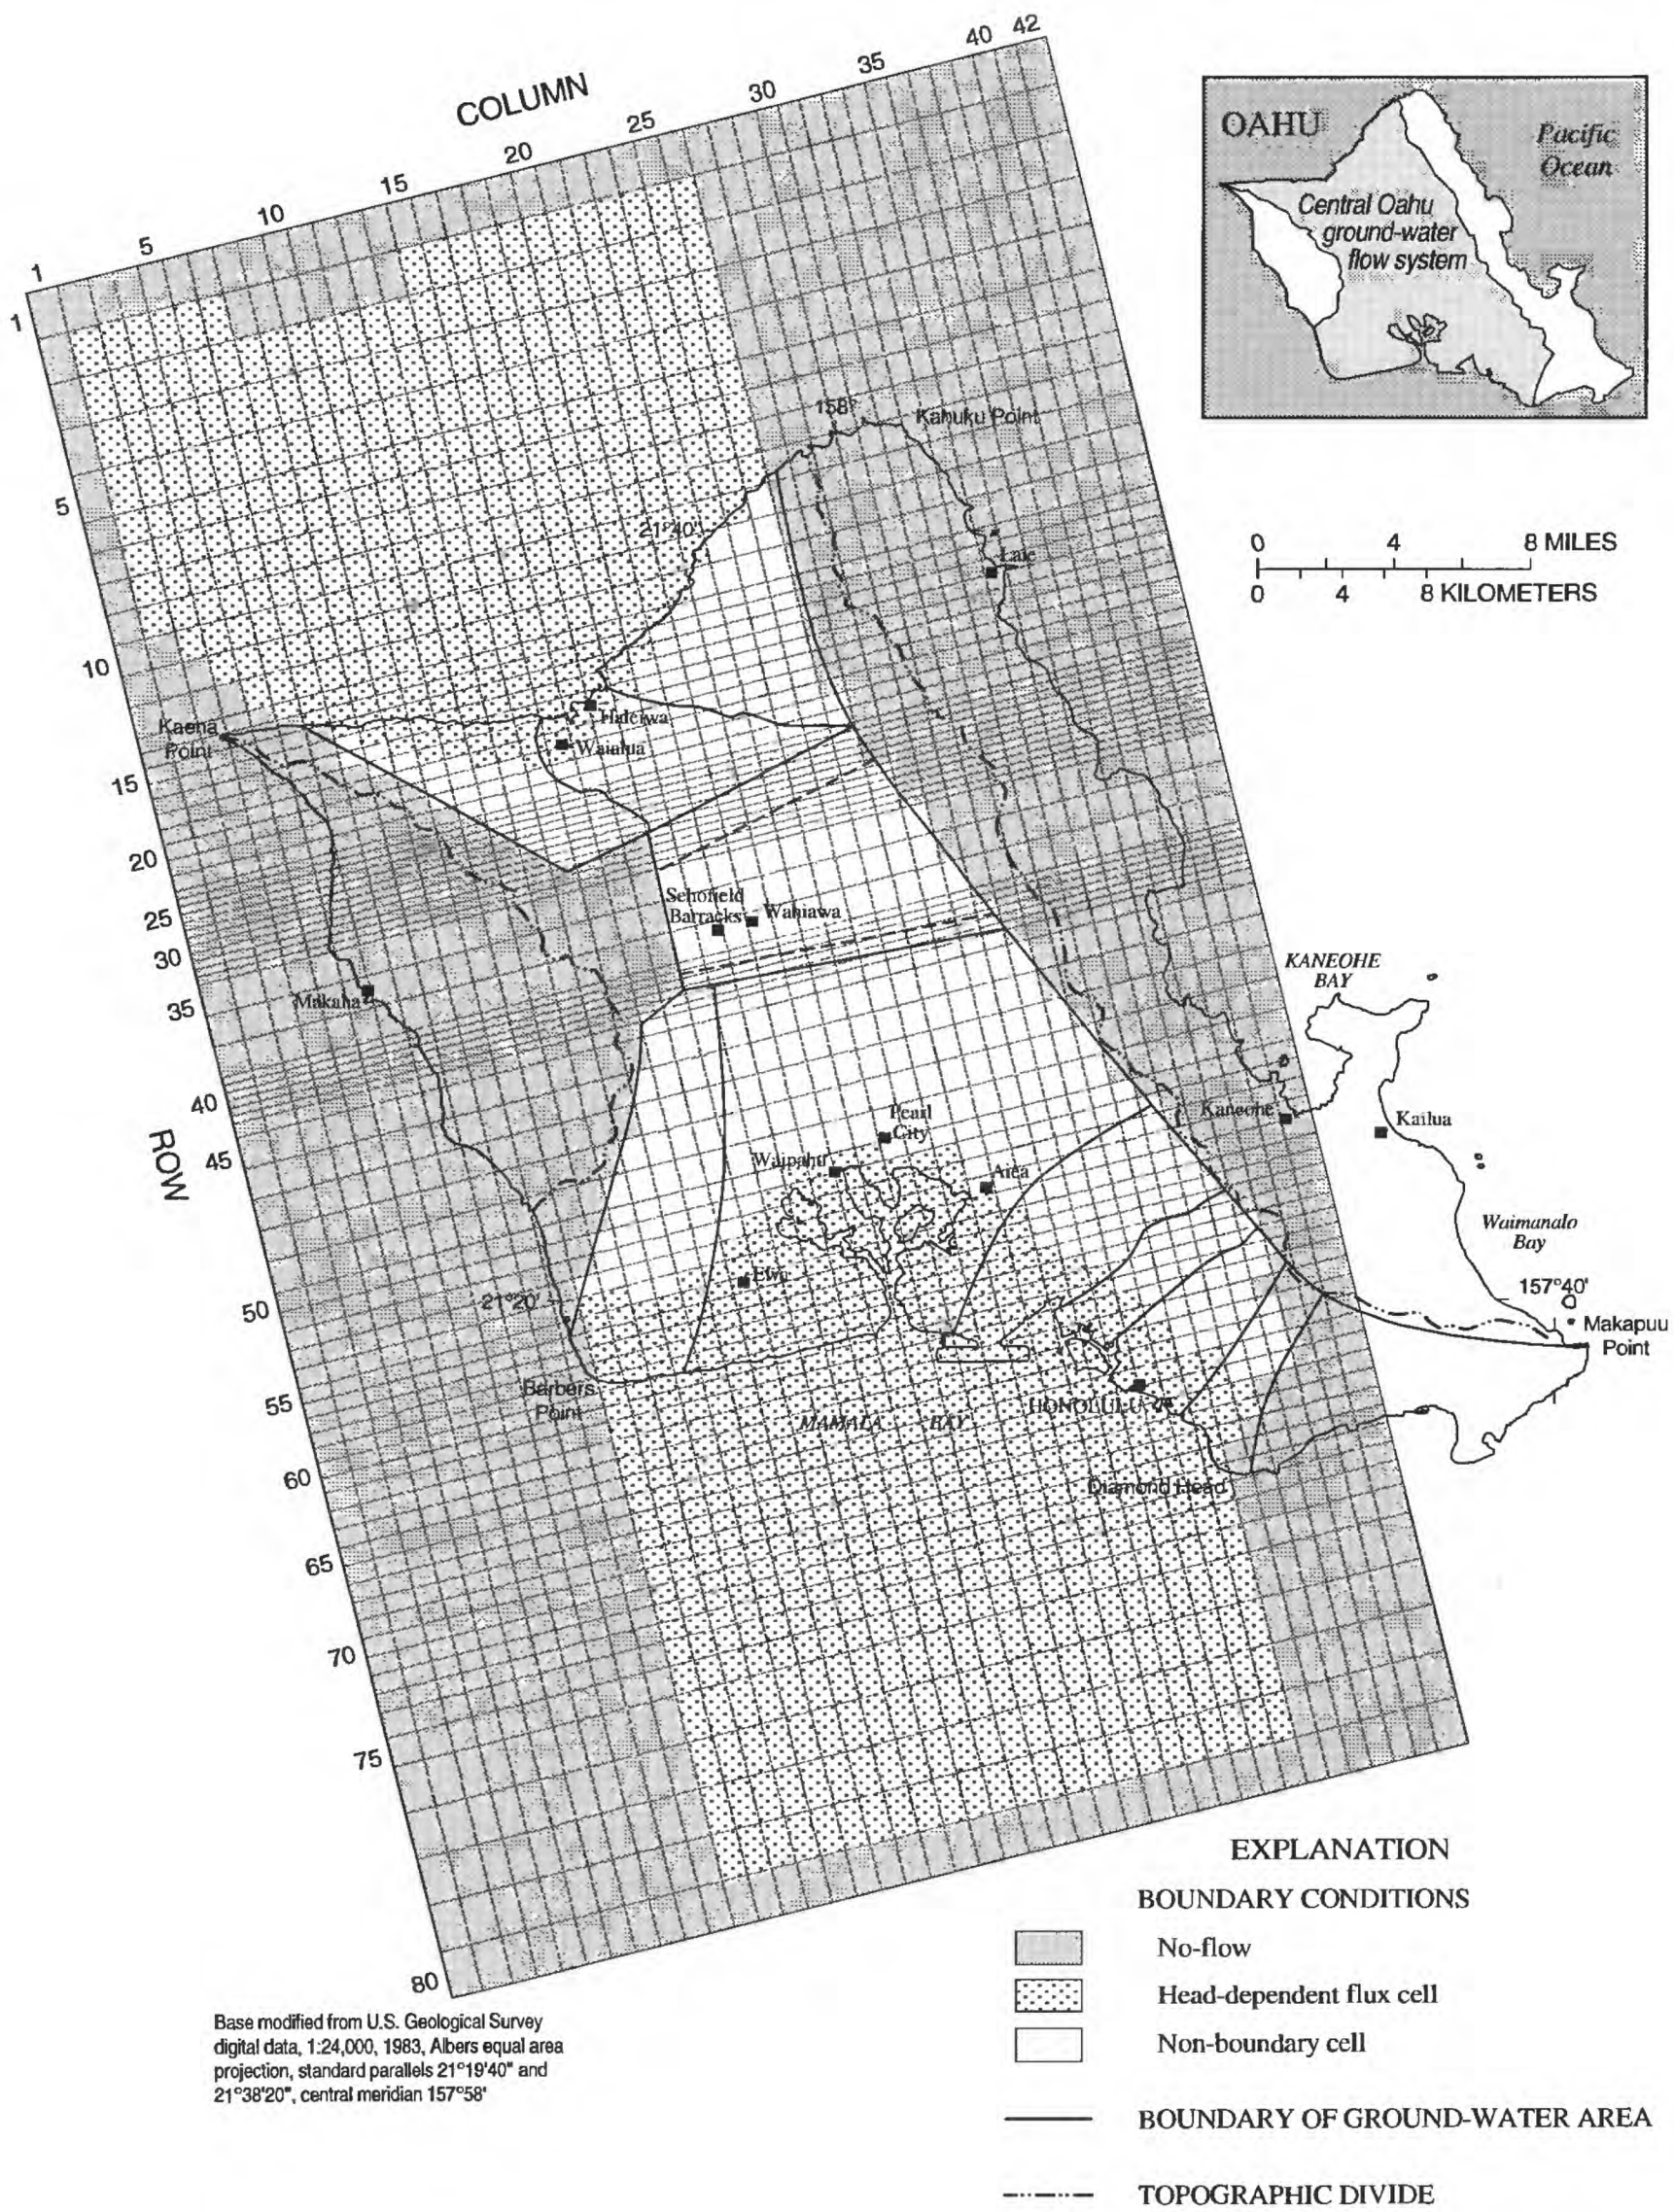 COLUMN
1
5
10
15
20
25
30
35
40
42
ROW
1
5
10
15
20
25
30
35
40
45
50
55
60
65
70
75
80
OAHU
Pacific
Ocean
Central Oahu
ground-water
flow system
0 4 8 MILES
0 4 8 KILOMETERS
158°
Kahuku Point
21°40'
Laie
Kaena
Point
Haleiwa
Waialua
Schofield
Barracks
Wahiawa
Makaha
KANEOHE
BAY
Kaneohe
Kailua
Pearl
City
Waipahu
Aiea
Waimanalo
Bay
157°40'
Makapuu
Point
Ewa
21°20'
Barbers
Point
MAMALA BAY
HONOLULU
Diamond Head
EXPLANATION
BOUNDARY CONDITIONS
No-flow
Head-dependent flux cell
Non-boundary cell
BOUNDARY OF GROUND-WATER AREA
TOPOGRAPHIC DIVIDE
Base modified from U.S. Geological Survey
digital data, 1:24,000, 1983, Albers equal area
projection, standard parallels 21°19'40" and
21°38'20", central meridian 157°58'